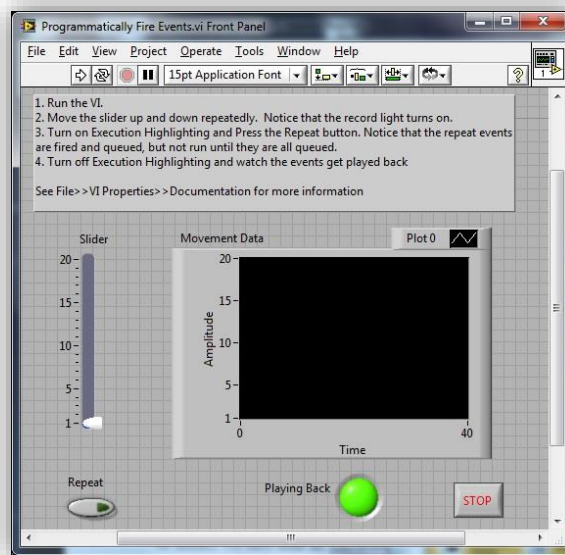 Programmatically Fire Events.vi Front Panel
File Edit View Project Operate Tools Window Help
15pt Application Font
?
1
1. Run the VI.
2. Move the slider up and down repeatedly. Notice that the record light turns on.
3. Turn on Execution Highlighting and Press the Repeat button. Notice that the repeat events
are fired and queued, but not run until they are all queued.
4. Turn off Execution Highlighting and watch the events get played back
See File>>VI Properties>>Documentation for more information
Slider
20
15
10
5
1
Movement Data
Plot 0
20
15
10
5
1
Amplitude
0
40
Time
Repeat
Playing Back
STOP